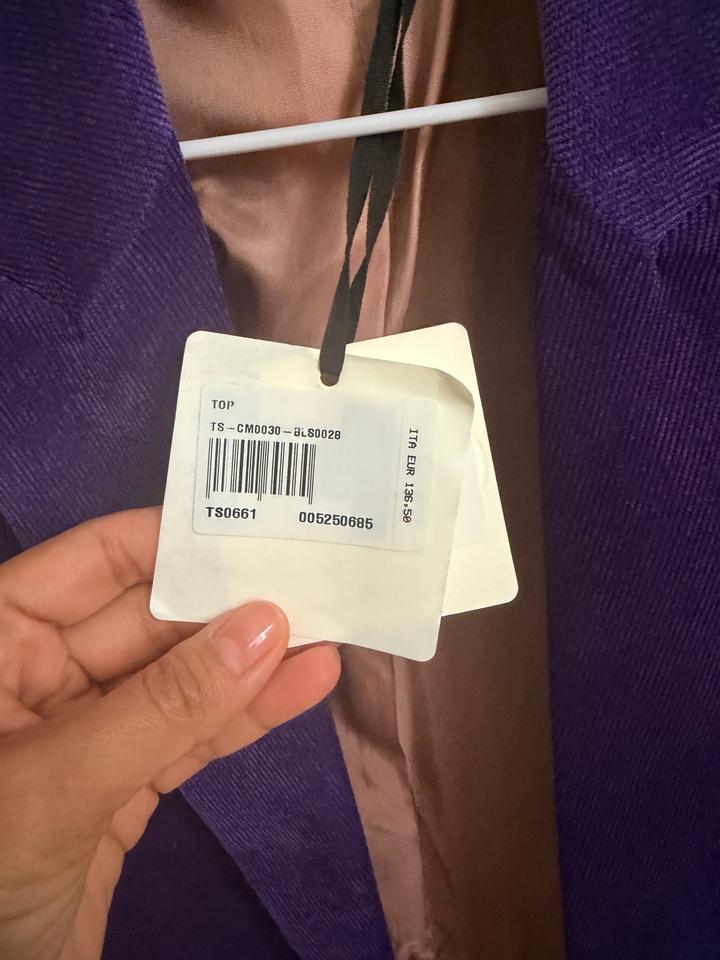 TOP
TS-CM0030-BLS0028
TS0661 005250685
ITA EUR 136,50